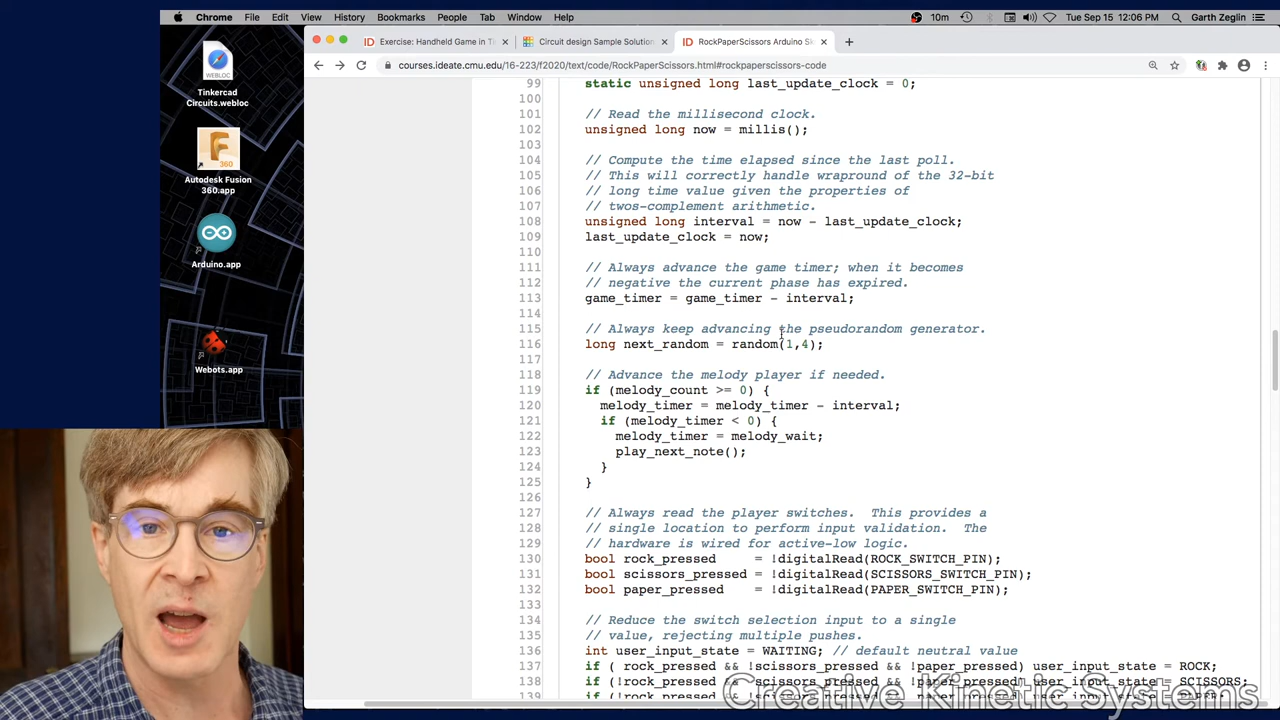 Chrome File Edit View History Bookmarks People Tab Window Help
10m Tue Sep 15 12:06 PM Garth Zeglin
Exercise: Handheld Game in Ti
Circuit design Sample Solution
RockPaperScissors Arduino Sk
courses.ideate.cmu.edu/16-223/f2020/text/code/RockPaperScissors.html#rockpaperscissors-code
WEBLOC
Tinkercad
Circuits.webloc
360
Autodesk Fusion
360.app
Arduino.app
Webots.app
99 static unsigned long last_update_clock = 0;
100
101 // Read the millisecond clock.
102 unsigned long now = millis();
103
104 // Compute the time elapsed since the last poll.
105 // This will correctly handle wrapround of the 32-bit
106 // long time value given the properties of
107 // twos-complement arithmetic.
108 unsigned long interval = now - last_update_clock;
109 last_update_clock = now;
110
111 // Always advance the game timer; when it becomes
112 // negative the current phase has expired.
113 game_timer = game_timer - interval;
114
115 // Always keep advancing the pseudorandom generator.
116 long next_random = random(1,4);
117
118 // Advance the melody player if needed.
119 if (melody_count >= 0) {
120 melody_timer = melody_timer - interval;
121 if (melody_timer < 0) {
122 melody_timer = melody_wait;
123 play_next_note();
124 }
125 }
126
127 // Always read the player switches. This provides a
128 // single location to perform input validation. The
129 // hardware is wired for active-low logic.
130 bool rock_pressed = !digitalRead(ROCK_SWITCH_PIN);
131 bool scissors_pressed = !digitalRead(SCISSORS_SWITCH_PIN);
132 bool paper_pressed = !digitalRead(PAPER_SWITCH_PIN);
133
134 // Reduce the switch selection input to a single
135 // value, rejecting multiple pushes.
136 int user_input_state = WAITING; // default neutral value
137 if ( rock_pressed && !scissors_pressed && !paper_pressed) user_input_state = ROCK;
138 if (!rock_pressed && scissors_pressed && !paper_pressed) user_input_state = SCISSORS;
139
Creative Kinetic Systems